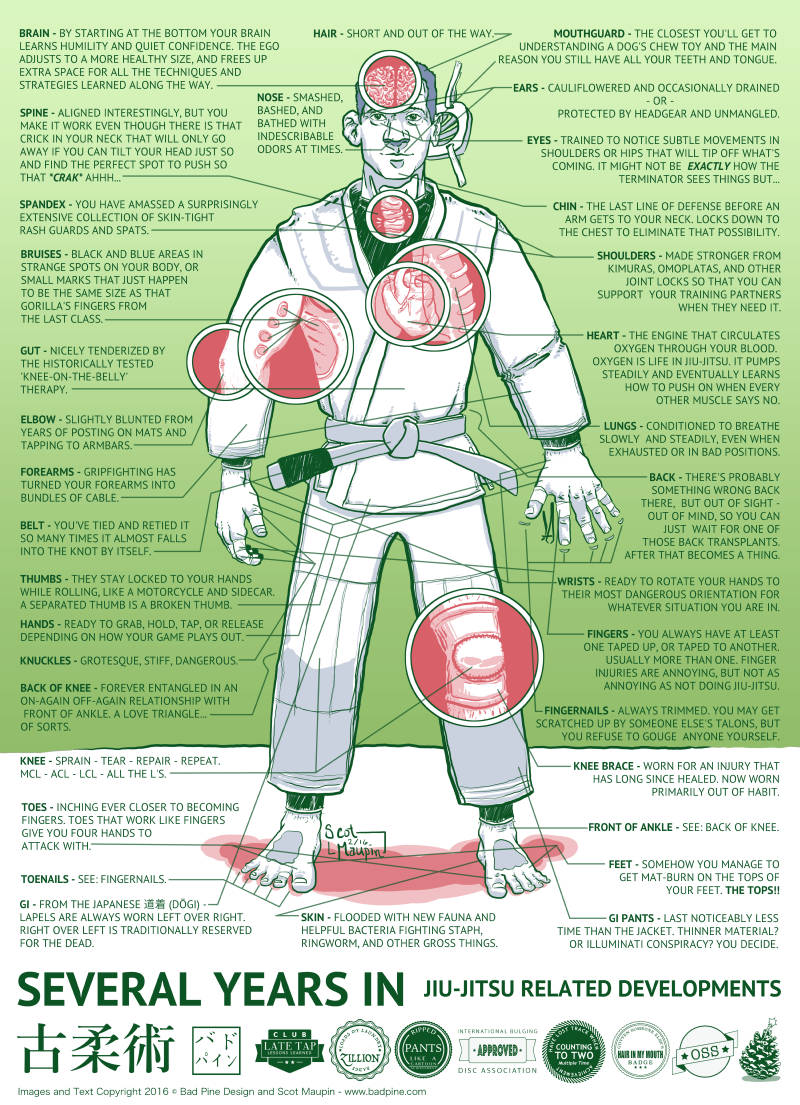 BRAIN - BY STARTING AT THE BOTTOM YOUR BRAIN
LEARNS HUMILITY AND QUIET CONFIDENCE. THE EGO
ADJUSTS TO A MORE HEALTHY SIZE, AND FREES UP
EXTRA SPACE FOR ALL THE TECHNIQUES AND
STRATEGIES LEARNED ALONG THE WAY.
HAIR - SHORT AND OUT OF THE WAY.
MOUTHGUARD - THE CLOSEST YOU'LL GET TO
UNDERSTANDING A DOG'S CHEW TOY AND THE MAIN
REASON YOU STILL HAVE ALL YOUR TEETH AND TONGUE.
NOSE - SMASHED,
BASHED, AND
BATHED WITH
INDESCRIBABLE
ODORS AT TIMES.
EARS - CAULIFLOWERED AND OCCASIONALLY DRAINED
- OR -
PROTECTED BY HEADGEAR AND UNMANGLED.
SPINE - ALIGNED INTERESTINGLY, BUT YOU
MAKE IT WORK EVEN THOUGH THERE IS THAT
CRICK IN YOUR NECK THAT WILL ONLY GO
AWAY IF YOU CAN TILT YOUR HEAD JUST SO
AND FIND THE PERFECT SPOT TO PUSH SO
THAT *CRAK* AHHH...
EYES - TRAINED TO NOTICE SUBTLE MOVEMENTS IN
SHOULDERS OR HIPS THAT WILL TIP OFF WHAT'S
COMING. IT MIGHT NOT BE EXACTLY HOW THE
TERMINATOR SEES THINGS BUT...
SPANDEX - YOU HAVE AMASSED A SURPRISINGLY
EXTENSIVE COLLECTION OF SKIN-TIGHT
RASH GUARDS AND SPATS.
CHIN - THE LAST LINE OF DEFENSE BEFORE AN
ARM GETS TO YOUR NECK. LOCKS DOWN TO
THE CHEST TO ELIMINATE THAT POSSIBILITY.
BRUISES - BLACK AND BLUE AREAS IN
STRANGE SPOTS ON YOUR BODY, OR
SMALL MARKS THAT JUST HAPPEN
TO BE THE SAME SIZE AS THAT
GORILLA'S FINGERS FROM
THE LAST CLASS.
SHOULDERS - MADE STRONGER FROM
KIMURAS, OMOPLATAS, AND OTHER
JOINT LOCKS SO THAT YOU CAN
SUPPORT YOUR TRAINING PARTNERS
WHEN THEY NEED IT.
GUT - NICELY TENDERIZED BY
THE HISTORICALLY TESTED
'KNEE-ON-THE-BELLY'
THERAPY.
HEART - THE ENGINE THAT CIRCULATES
OXYGEN THROUGH YOUR BLOOD.
OXYGEN IS LIFE IN JIU-JITSU. IT PUMPS
STEADILY AND EVENTUALLY LEARNS
HOW TO PUSH ON WHEN EVERY
OTHER MUSCLE SAYS NO.
ELBOW - SLIGHTLY BLUNTED FROM
YEARS OF POSTING ON MATS AND
TAPPING TO ARMBARS.
LUNGS - CONDITIONED TO BREATHE
SLOWLY AND STEADILY, EVEN WHEN
EXHAUSTED OR IN BAD POSITIONS.
FOREARMS - GRIPFIGHTING HAS
TURNED YOUR FOREARMS INTO
BUNDLES OF CABLE.
BACK - THERE'S PROBABLY
SOMETHING WRONG BACK
THERE, BUT OUT OF SIGHT -
OUT OF MIND, SO YOU CAN
JUST WAIT FOR ONE OF
THOSE BACK TRANSPLANTS.
AFTER THAT BECOMES A THING.
BELT - YOU'VE TIED AND RETIED IT
SO MANY TIMES IT ALMOST FALLS
INTO THE KNOT BY ITSELF.
THUMBS - THEY STAY LOCKED TO YOUR HANDS
WHILE ROLLING, LIKE A MOTORCYCLE AND SIDECAR.
A SEPARATED THUMB IS A BROKEN THUMB.
WRISTS - READY TO ROTATE YOUR HANDS TO
THEIR MOST DANGEROUS ORIENTATION FOR
WHATEVER SITUATION YOU ARE IN.
HANDS - READY TO GRAB, HOLD, TAP, OR RELEASE
DEPENDING ON HOW YOUR GAME PLAYS OUT.
FINGERS - YOU ALWAYS HAVE AT LEAST
ONE TAPED UP, OR TAPED TO ANOTHER.
USUALLY MORE THAN ONE. FINGER
INJURIES ARE ANNOYING, BUT NOT AS
ANNOYING AS NOT DOING JIU-JITSU.
KNUCKLES - GROTESQUE, STIFF, DANGEROUS.
BACK OF KNEE - FOREVER ENTANGLED IN AN
ON-AGAIN OFF-AGAIN RELATIONSHIP WITH
FRONT OF ANKLE. A LOVE TRIANGLE...
OF SORTS.
FINGERNAILS - ALWAYS TRIMMED. YOU MAY GET
SCRATCHED UP BY SOMEONE ELSE'S TALONS, BUT
YOU REFUSE TO GOUGE ANYONE YOURSELF.
KNEE - SPRAIN - TEAR - REPAIR - REPEAT.
MCL - ACL - LCL - ALL THE L'S.
KNEE BRACE - WORN FOR AN INJURY THAT
HAS LONG SINCE HEALED. NOW WORN
PRIMARILY OUT OF HABIT.
TOES - INCHING EVER CLOSER TO BECOMING
FINGERS. TOES THAT WORK LIKE FINGERS
GIVE YOU FOUR HANDS TO
ATTACK WITH.
Scot
2/16
Maupin
FRONT OF ANKLE - SEE: BACK OF KNEE.
FEET - SOMEHOW YOU MANAGE TO
GET MAT-BURN ON THE TOPS OF
YOUR FEET. THE TOPS!!
TOENAILS - SEE: FINGERNAILS.
GI - FROM THE JAPANESE 道着 (DŌGI) -
LAPELS ARE ALWAYS WORN LEFT OVER RIGHT.
RIGHT OVER LEFT IS TRADITIONALLY RESERVED
FOR THE DEAD.
SKIN - FLOODED WITH NEW FAUNA AND
HELPFUL BACTERIA FIGHTING STAPH,
RINGWORM, AND OTHER GROSS THINGS.
GI PANTS - LAST NOTICEABLY LESS
TIME THAN THE JACKET. THINNER MATERIAL?
OR ILLUMINATI CONSPIRACY? YOU DECIDE.
SEVERAL YEARS IN JIU-JITSU RELATED DEVELOPMENTS
古柔術
バド
パイン
CLUB
LATE TAP
LESSONS LEARNED
ZILLION
RIPPED
PANTS
LIKE A
INTERNATIONAL BULGING
APPROVED
DISC ASSOCIATION
LOST TRACK
COUNTING
TO TWO
Multiple Time
HAIR IN MY MOUTH
BADGE
OSS
Images and Text Copyright 2016 © Bad Pine Design and Scot Maupin - www.badpine.com